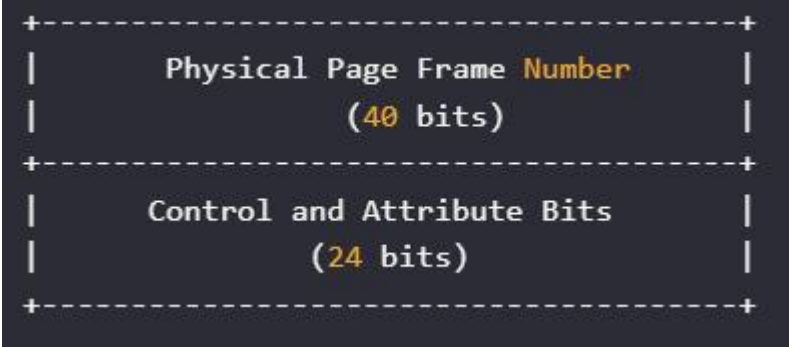 Physical Page Frame Number
(40 bits)
Control and Attribute Bits
(24 bits)